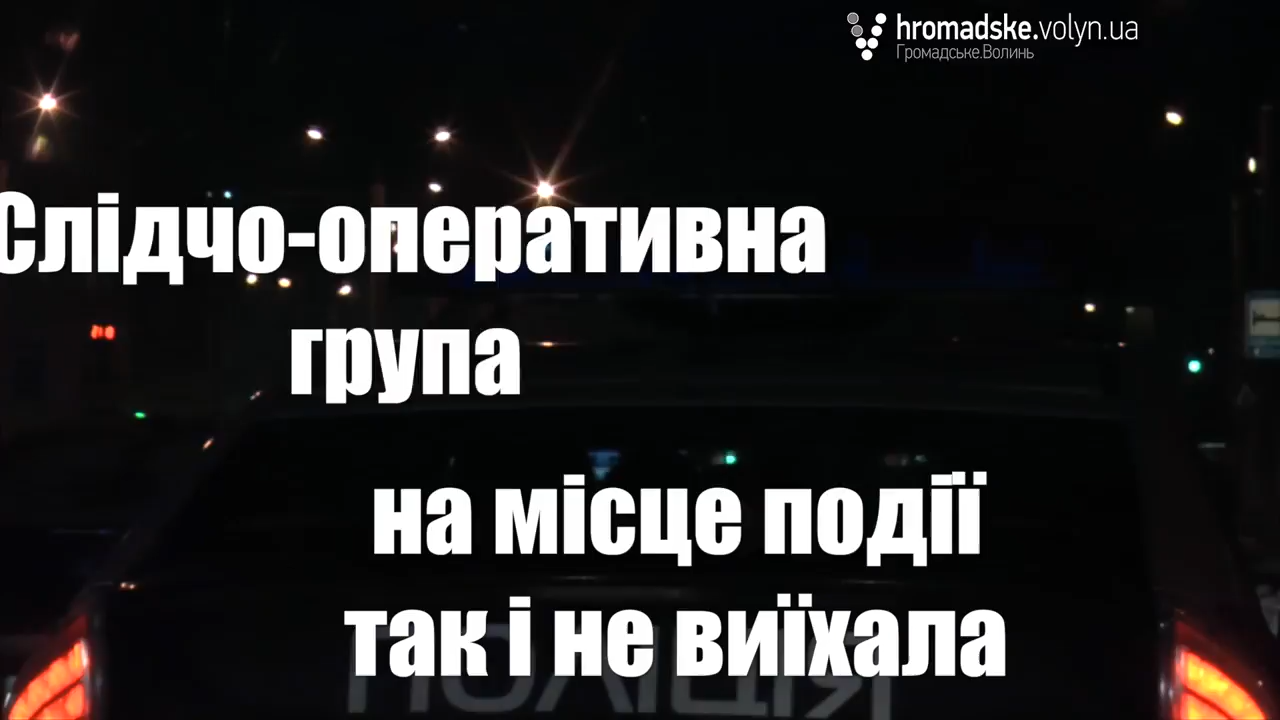 hromadske.volyn.ua
Громадське.Волинь
Слідчо-оперативна
група
на місце події
так і не виїхала
ПОЛІЦІЯ